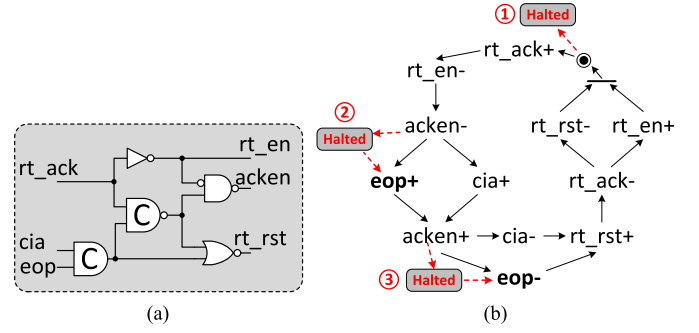 ① Halted
rt_ack+
rt_en-
② Halted
acken-
rt_rst- rt_en+
eop+ cia+ rt_ack-
acken+ cia- rt_rst+
③ Halted eop-
rt_ack
rt_en
acken
C
cia
eop
C
rt_rst
(a) (b)